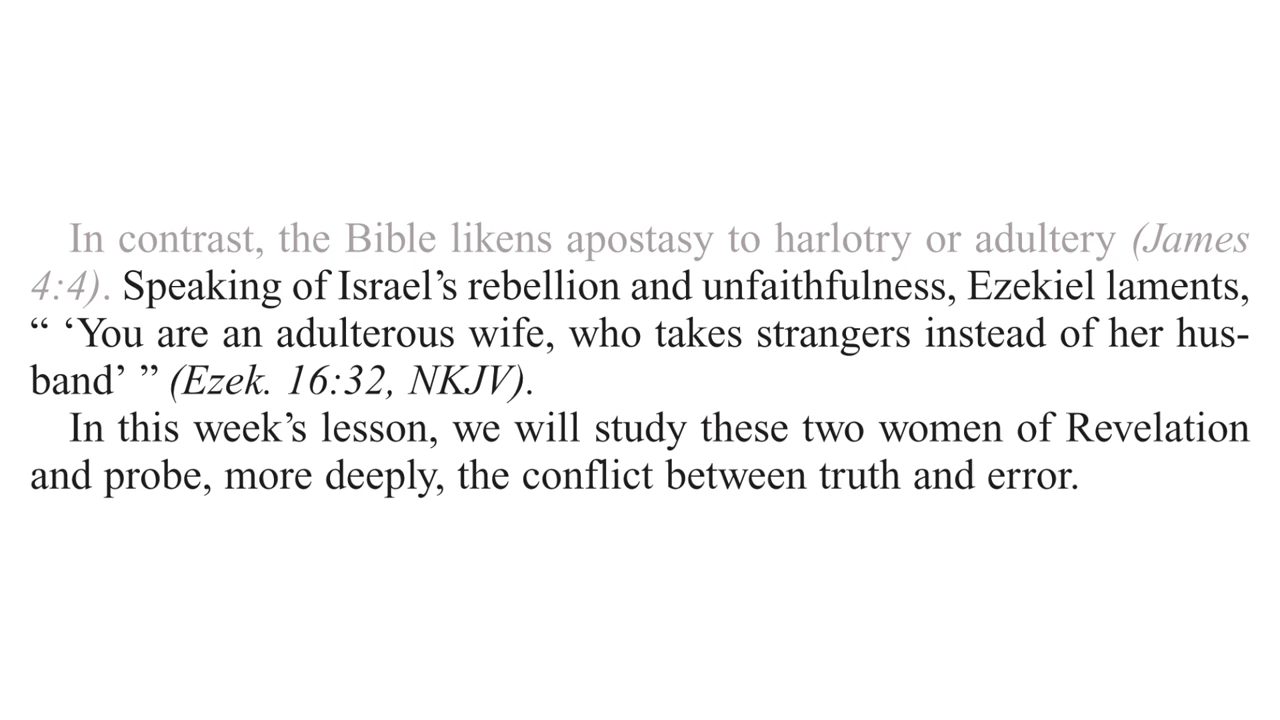 In contrast, the Bible likens apostasy to harlotry or adultery (James
4:4). Speaking of Israel’s rebellion and unfaithfulness, Ezekiel laments,
“ ‘You are an adulterous wife, who takes strangers instead of her hus-
band’ ” (Ezek. 16:32, NKJV).
In this week’s lesson, we will study these two women of Revelation
and probe, more deeply, the conflict between truth and error.